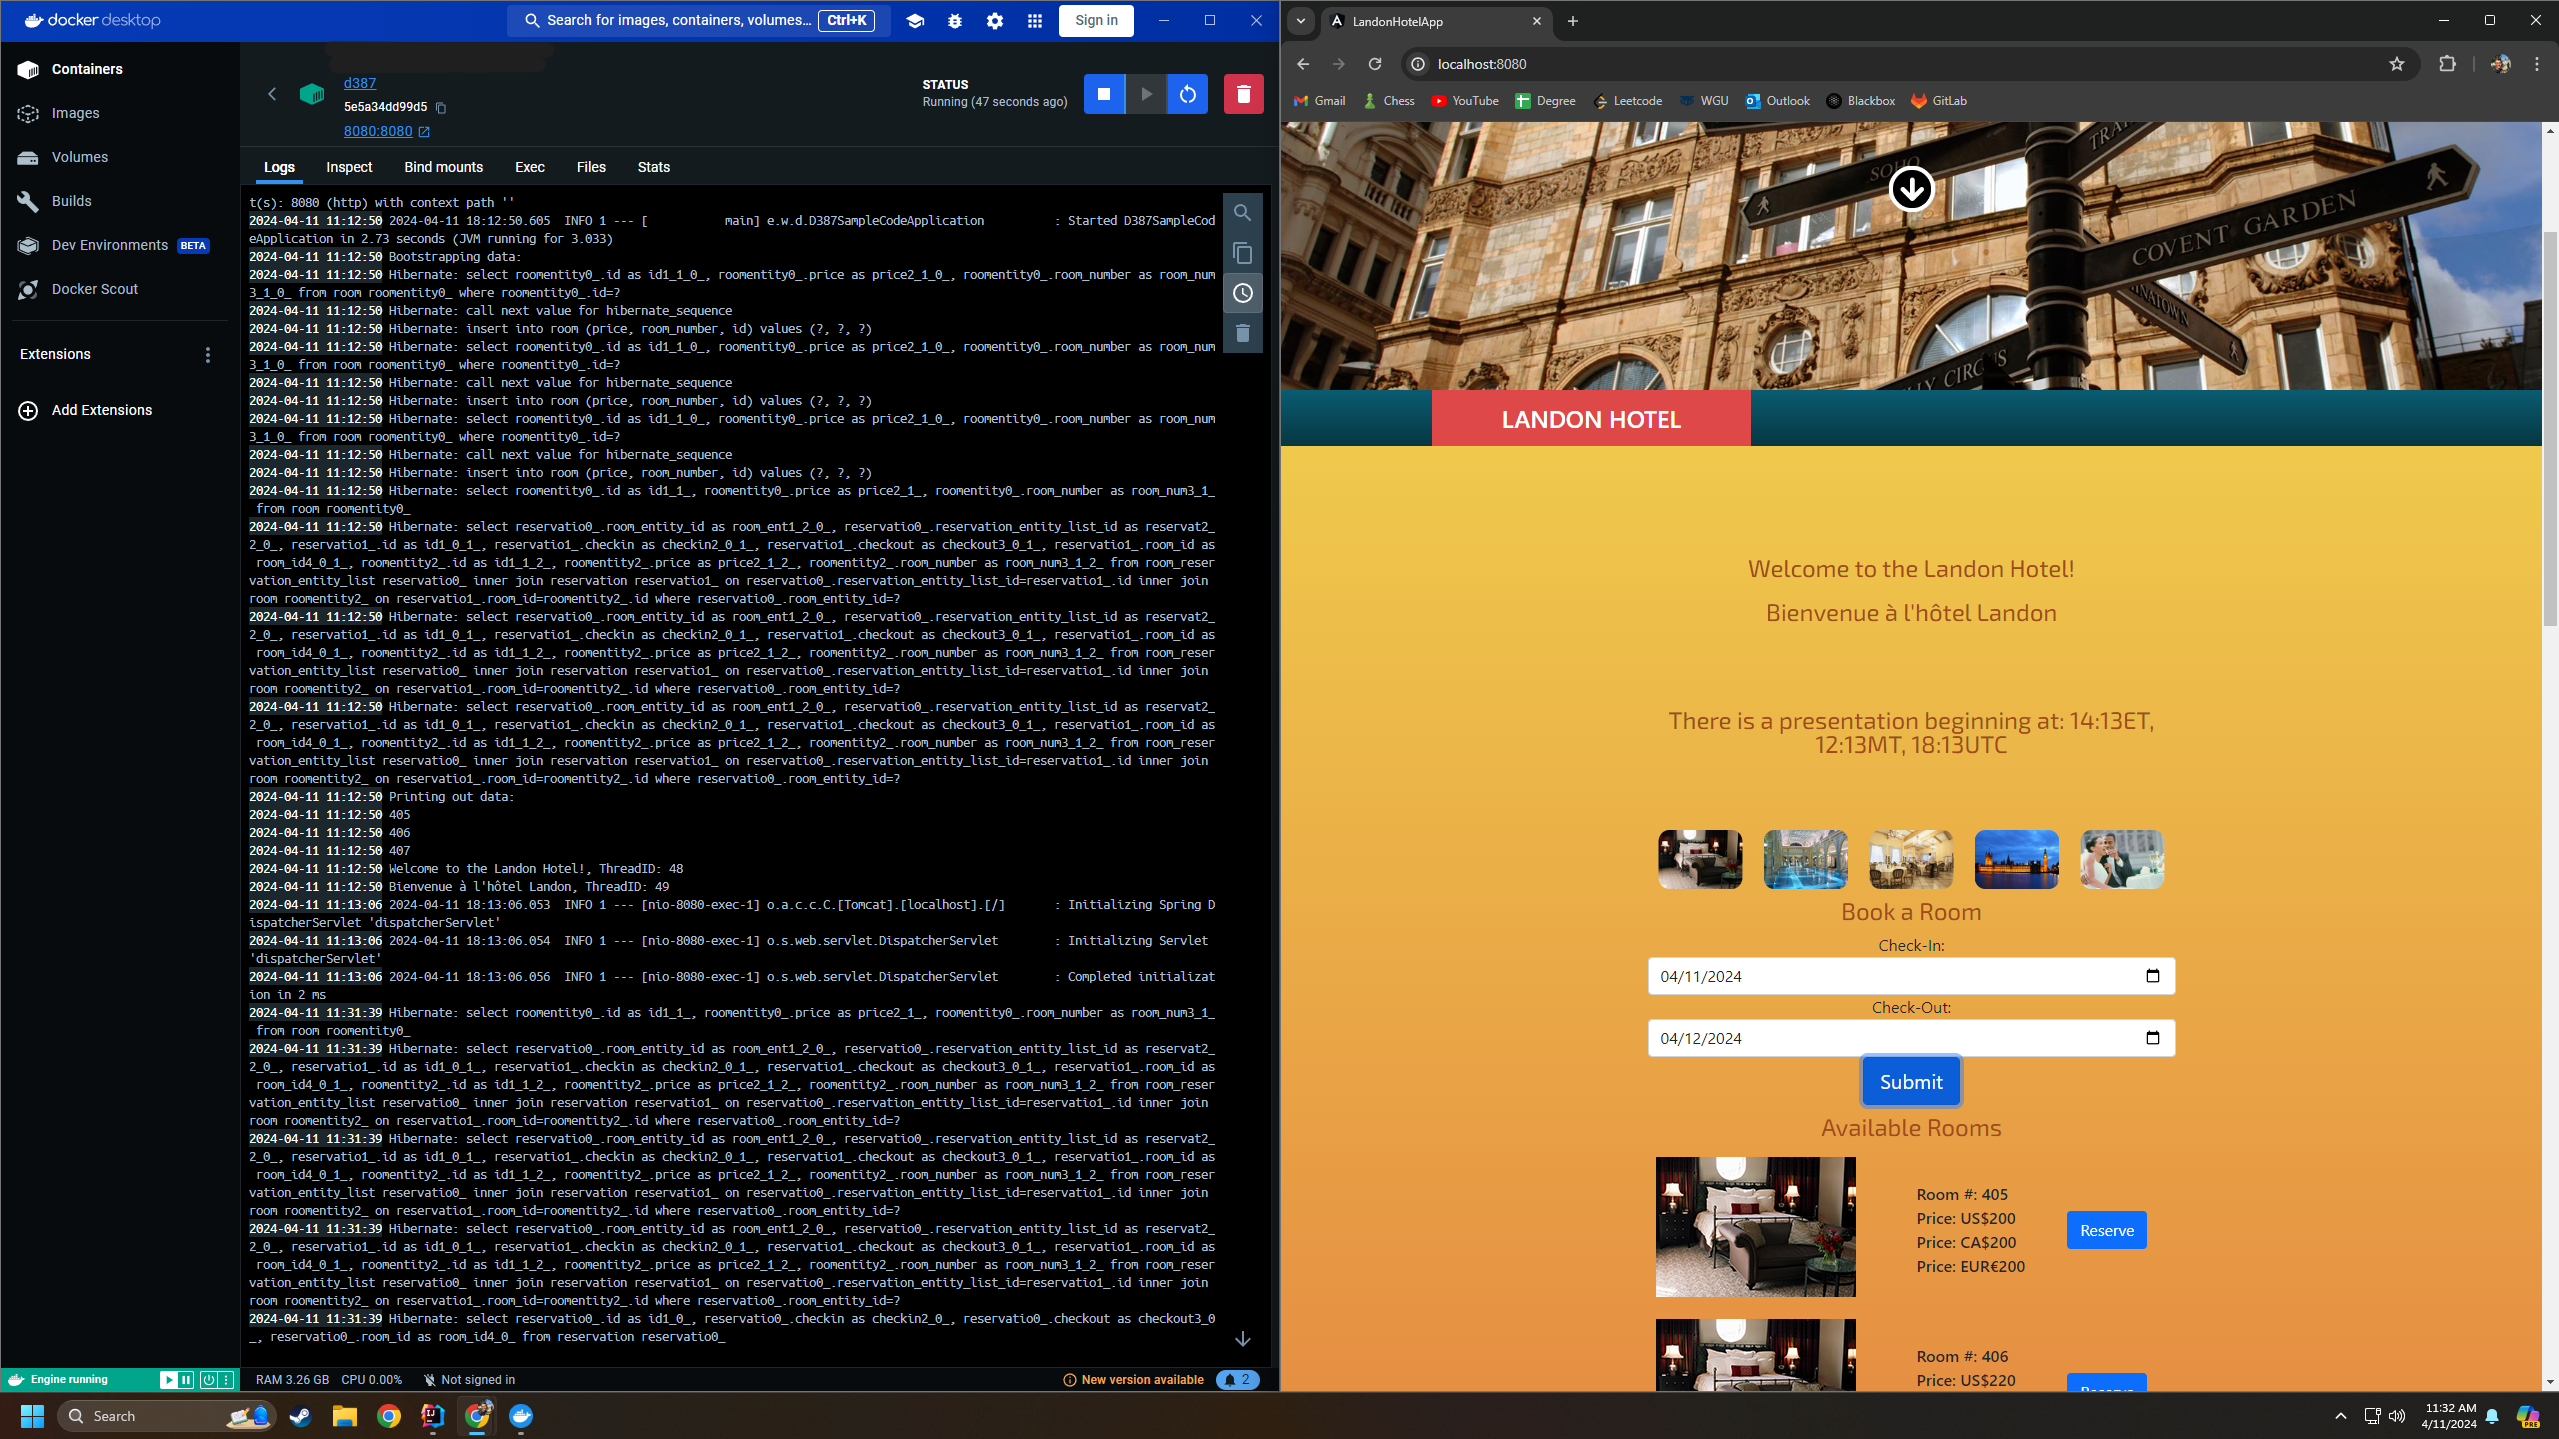 docker desktop
Search for images, containers, volumes... Ctrl+K
Sign in
Containers
Images
Volumes
Builds
Dev Environments BETA
Docker Scout
Extensions
Add Extensions
d387
5e5a34dd99d5
8080:8080
STATUS
Running (47 seconds ago)
Logs Inspect Bind mounts Exec Files Stats
t(s): 8080 (http) with context path ''
2024-04-11 11:12:50 2024-04-11 18:12:50.605 INFO 1 --- [ main] e.w.d.D387SampleCodeApplication : Started D387SampleCod
eApplication in 2.73 seconds (JVM running for 3.033)
2024-04-11 11:12:50 Bootstrapping data:
2024-04-11 11:12:50 Hibernate: select roomentity0_.id as id1_1_0_, roomentity0_.price as price2_1_0_, roomentity0_.room_number as room_num
3_1_0_ from room roomentity0_ where roomentity0_.id=?
2024-04-11 11:12:50 Hibernate: call next value for hibernate_sequence
2024-04-11 11:12:50 Hibernate: insert into room (price, room_number, id) values (?, ?, ?)
2024-04-11 11:12:50 Hibernate: select roomentity0_.id as id1_1_0_, roomentity0_.price as price2_1_0_, roomentity0_.room_number as room_num
3_1_0_ from room roomentity0_ where roomentity0_.id=?
2024-04-11 11:12:50 Hibernate: call next value for hibernate_sequence
2024-04-11 11:12:50 Hibernate: insert into room (price, room_number, id) values (?, ?, ?)
2024-04-11 11:12:50 Hibernate: select roomentity0_.id as id1_1_0_, roomentity0_.price as price2_1_0_, roomentity0_.room_number as room_num
3_1_0_ from room roomentity0_ where roomentity0_.id=?
2024-04-11 11:12:50 Hibernate: call next value for hibernate_sequence
2024-04-11 11:12:50 Hibernate: insert into room (price, room_number, id) values (?, ?, ?)
2024-04-11 11:12:50 Hibernate: select roomentity0_.id as id1_1_, roomentity0_.price as price2_1_, roomentity0_.room_number as room_num3_1_
from room roomentity0_
2024-04-11 11:12:50 Hibernate: select reservatio0_.room_entity_id as room_ent1_2_0_, reservatio0_.reservation_entity_list_id as reservat2_
2_0_, reservatio1_.id as id1_0_1_, reservatio1_.checkin as checkin2_0_1_, reservatio1_.checkout as checkout3_0_1_, reservatio1_.room_id as
room_id4_0_1_, roomentity2_.id as id1_1_2_, roomentity2_.price as price2_1_2_, roomentity2_.room_number as room_num3_1_2_ from room_reser
vation_entity_list reservatio0_ inner join reservation reservatio1_ on reservatio0_.reservation_entity_list_id=reservatio1_.id inner join
room roomentity2_ on reservatio1_.room_id=roomentity2_.id where reservatio0_.room_entity_id=?
2024-04-11 11:12:50 Hibernate: select reservatio0_.room_entity_id as room_ent1_2_0_, reservatio0_.reservation_entity_list_id as reservat2_
2_0_, reservatio1_.id as id1_0_1_, reservatio1_.checkin as checkin2_0_1_, reservatio1_.checkout as checkout3_0_1_, reservatio1_.room_id as
room_id4_0_1_, roomentity2_.id as id1_1_2_, roomentity2_.price as price2_1_2_, roomentity2_.room_number as room_num3_1_2_ from room_reser
vation_entity_list reservatio0_ inner join reservation reservatio1_ on reservatio0_.reservation_entity_list_id=reservatio1_.id inner join
room roomentity2_ on reservatio1_.room_id=roomentity2_.id where reservatio0_.room_entity_id=?
2024-04-11 11:12:50 Hibernate: select reservatio0_.room_entity_id as room_ent1_2_0_, reservatio0_.reservation_entity_list_id as reservat2_
2_0_, reservatio1_.id as id1_0_1_, reservatio1_.checkin as checkin2_0_1_, reservatio1_.checkout as checkout3_0_1_, reservatio1_.room_id as
room_id4_0_1_, roomentity2_.id as id1_1_2_, roomentity2_.price as price2_1_2_, roomentity2_.room_number as room_num3_1_2_ from room_reser
vation_entity_list reservatio0_ inner join reservation reservatio1_ on reservatio0_.reservation_entity_list_id=reservatio1_.id inner join
room roomentity2_ on reservatio1_.room_id=roomentity2_.id where reservatio0_.room_entity_id=?
2024-04-11 11:12:50 Printing out data:
2024-04-11 11:12:50 405
2024-04-11 11:12:50 406
2024-04-11 11:12:50 407
2024-04-11 11:12:50 Welcome to the Landon Hotel!, ThreadID: 48
2024-04-11 11:12:50 Bienvenue à l'hôtel Landon, ThreadID: 49
2024-04-11 11:13:06 2024-04-11 18:13:06.053 INFO 1 --- [nio-8080-exec-1] o.a.c.c.C.[Tomcat].[localhost].[/] : Initializing Spring D
ispatcherServlet 'dispatcherServlet'
2024-04-11 11:13:06 2024-04-11 18:13:06.054 INFO 1 --- [nio-8080-exec-1] o.s.web.servlet.DispatcherServlet : Initializing Servlet
'dispatcherServlet'
2024-04-11 11:13:06 2024-04-11 18:13:06.056 INFO 1 --- [nio-8080-exec-1] o.s.web.servlet.DispatcherServlet : Completed initializat
ion in 2 ms
2024-04-11 11:31:39 Hibernate: select roomentity0_.id as id1_1_, roomentity0_.price as price2_1_, roomentity0_.room_number as room_num3_1_
from room roomentity0_
2024-04-11 11:31:39 Hibernate: select reservatio0_.room_entity_id as room_ent1_2_0_, reservatio0_.reservation_entity_list_id as reservat2_
2_0_, reservatio1_.id as id1_0_1_, reservatio1_.checkin as checkin2_0_1_, reservatio1_.checkout as checkout3_0_1_, reservatio1_.room_id as
room_id4_0_1_, roomentity2_.id as id1_1_2_, roomentity2_.price as price2_1_2_, roomentity2_.room_number as room_num3_1_2_ from room_reser
vation_entity_list reservatio0_ inner join reservation reservatio1_ on reservatio0_.reservation_entity_list_id=reservatio1_.id inner join
room roomentity2_ on reservatio1_.room_id=roomentity2_.id where reservatio0_.room_entity_id=?
2024-04-11 11:31:39 Hibernate: select reservatio0_.room_entity_id as room_ent1_2_0_, reservatio0_.reservation_entity_list_id as reservat2_
2_0_, reservatio1_.id as id1_0_1_, reservatio1_.checkin as checkin2_0_1_, reservatio1_.checkout as checkout3_0_1_, reservatio1_.room_id as
room_id4_0_1_, roomentity2_.id as id1_1_2_, roomentity2_.price as price2_1_2_, roomentity2_.room_number as room_num3_1_2_ from room_reser
vation_entity_list reservatio0_ inner join reservation reservatio1_ on reservatio0_.reservation_entity_list_id=reservatio1_.id inner join
room roomentity2_ on reservatio1_.room_id=roomentity2_.id where reservatio0_.room_entity_id=?
2024-04-11 11:31:39 Hibernate: select reservatio0_.room_entity_id as room_ent1_2_0_, reservatio0_.reservation_entity_list_id as reservat2_
2_0_, reservatio1_.id as id1_0_1_, reservatio1_.checkin as checkin2_0_1_, reservatio1_.checkout as checkout3_0_1_, reservatio1_.room_id as
room_id4_0_1_, roomentity2_.id as id1_1_2_, roomentity2_.price as price2_1_2_, roomentity2_.room_number as room_num3_1_2_ from room_reser
vation_entity_list reservatio0_ inner join reservation reservatio1_ on reservatio0_.reservation_entity_list_id=reservatio1_.id inner join
room roomentity2_ on reservatio1_.room_id=roomentity2_.id where reservatio0_.room_entity_id=?
2024-04-11 11:31:39 Hibernate: select reservatio0_.id as id1_0_, reservatio0_.checkin as checkin2_0_, reservatio0_.checkout as checkout3_0
_, reservatio0_.room_id as room_id4_0_ from reservation reservatio0_
Engine running
RAM 3.26 GB CPU 0.00% Not signed in
New version available 2
LandonHotelApp
localhost:8080
Gmail Chess YouTube Degree Leetcode WGU Outlook Blackbox GitLab
SOHO
COVENT GARDEN
LANDON HOTEL
Welcome to the Landon Hotel!
Bienvenue à l'hôtel Landon
There is a presentation beginning at: 14:13ET,
12:13MT, 18:13UTC
Book a Room
Check-In:
04/11/2024
Check-Out:
04/12/2024
Submit
Available Rooms
Room #: 405
Price: US$200
Price: CA$200
Price: EUR€200
Reserve
Room #: 406
Price: US$220
Reserve
Search
11:32 AM
4/11/2024
PRE